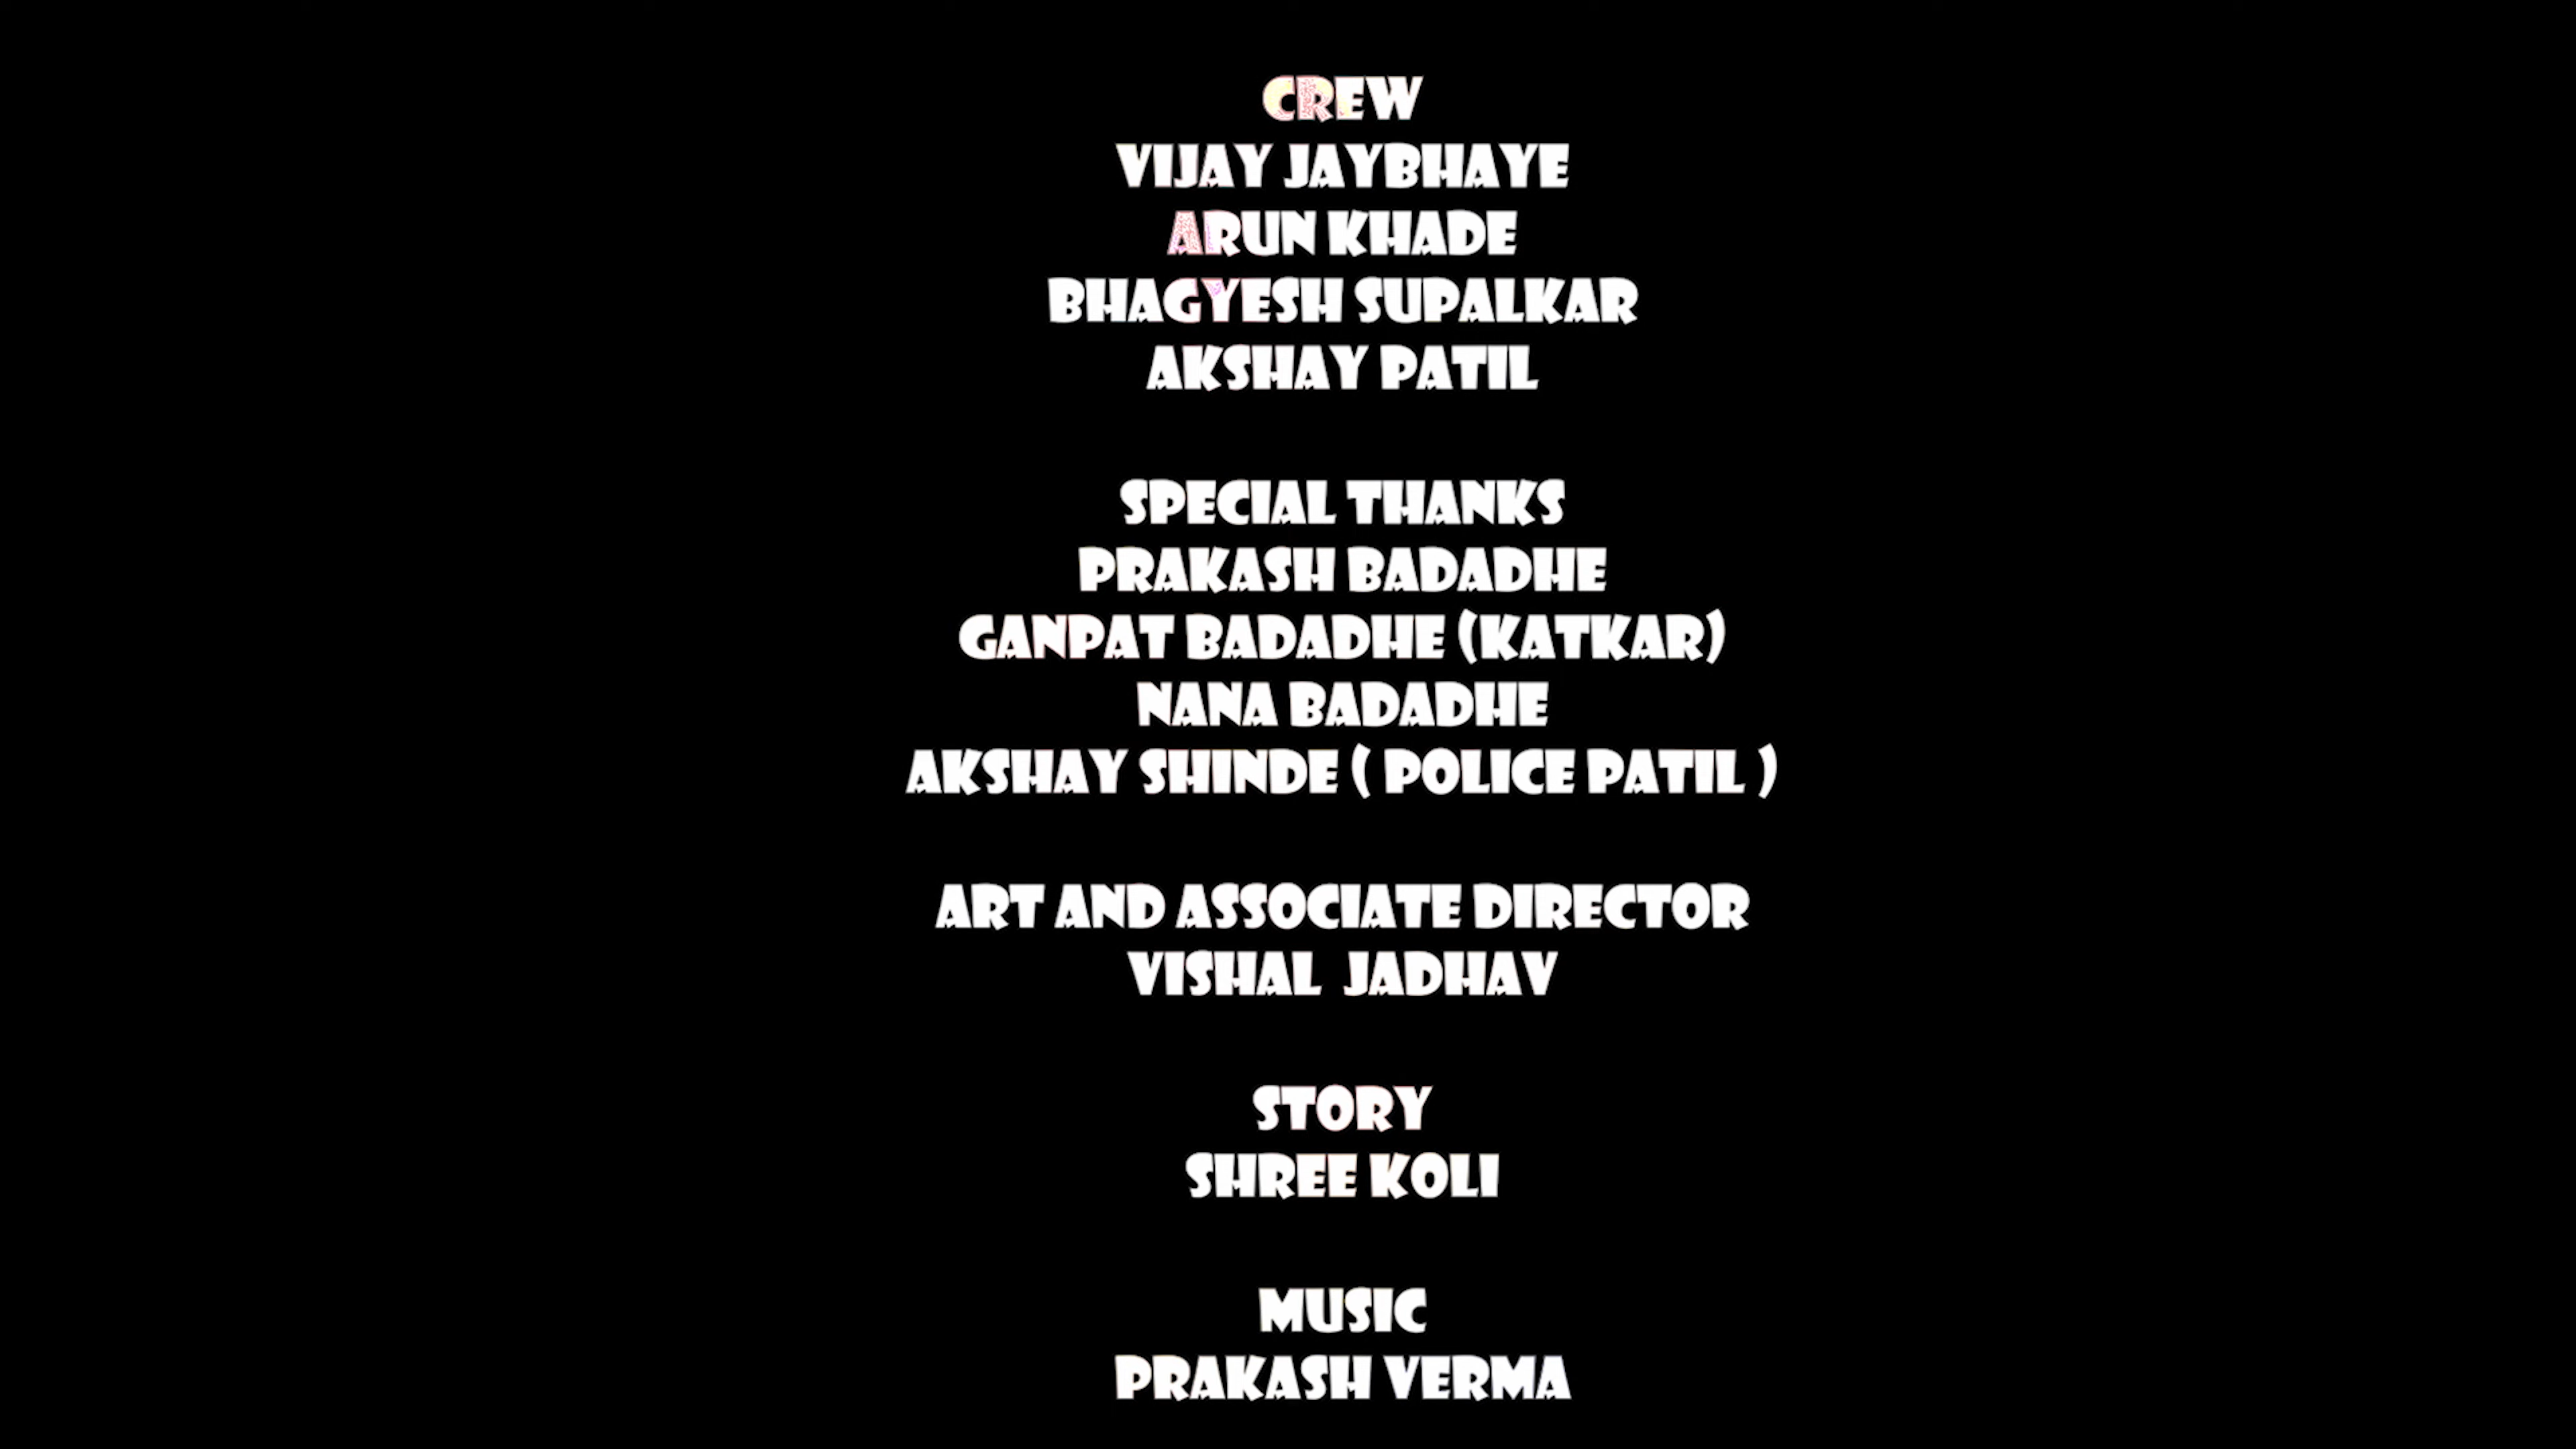 CREW
VIJAY JAYBHAYE
ARUN KHADE
BHAGYESH SUPALKAR
AKSHAY PATIL
SPECIAL THANKS
PRAKASH BADADHE
GANPAT BADADHE (KATKAR)
NANA BADADHE
AKSHAY SHINDE ( POLICE PATIL )
ART AND ASSOCIATE DIRECTOR
VISHAL  JADHAV
STORY
SHREE KOLI
MUSIC
PRAKASH VERMA